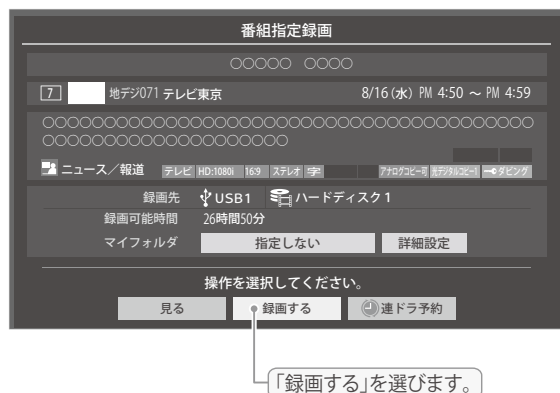 番組指定録画
○○○○○ ○○○○
7 地デジ071 テレビ東京 8/16(水) PM 4:50 ～ PM 4:59
○○○○○○○○○○○○○○○○○○○○○○○○○○○○○○○○○○○○○○○○
○○○○○○○○○○○○○○○○○○○○
ニュース／報道 テレビ HD:1080i 16:9 ステレオ 字 アナログコピー可 光デジタルコピー1 ダビング
録画先 USB1 ハードディスク1
録画可能時間 26時間50分
マイフォルダ 指定しない 詳細設定
操作を選択してください。
見る 録画する 連ドラ予約
「録画する」を選びます。